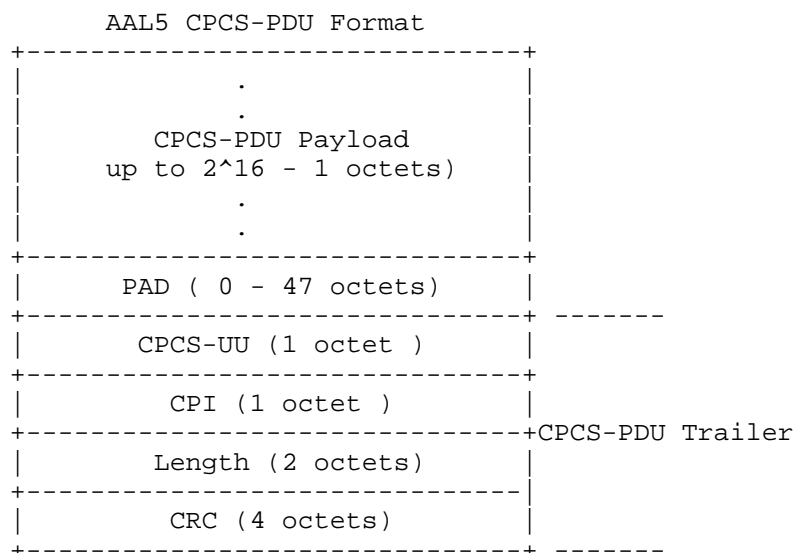 AAL5 CPCS-PDU Format
+-------------------------------+
|               .               |
|               .               |
|        CPCS-PDU Payload       |
|     up to 2^16 - 1 octets)    |
|               .               |
|               .               |
+-------------------------------+
|      PAD ( 0 - 47 octets)     |
+-------------------------------+ -------
|       CPCS-UU (1 octet )      |
+-------------------------------+
|         CPI (1 octet )        |
+-------------------------------+CPCS-PDU Trailer
|        Length (2 octets)      |
+-------------------------------|
|         CRC (4 octets)        |
+-------------------------------+ -------